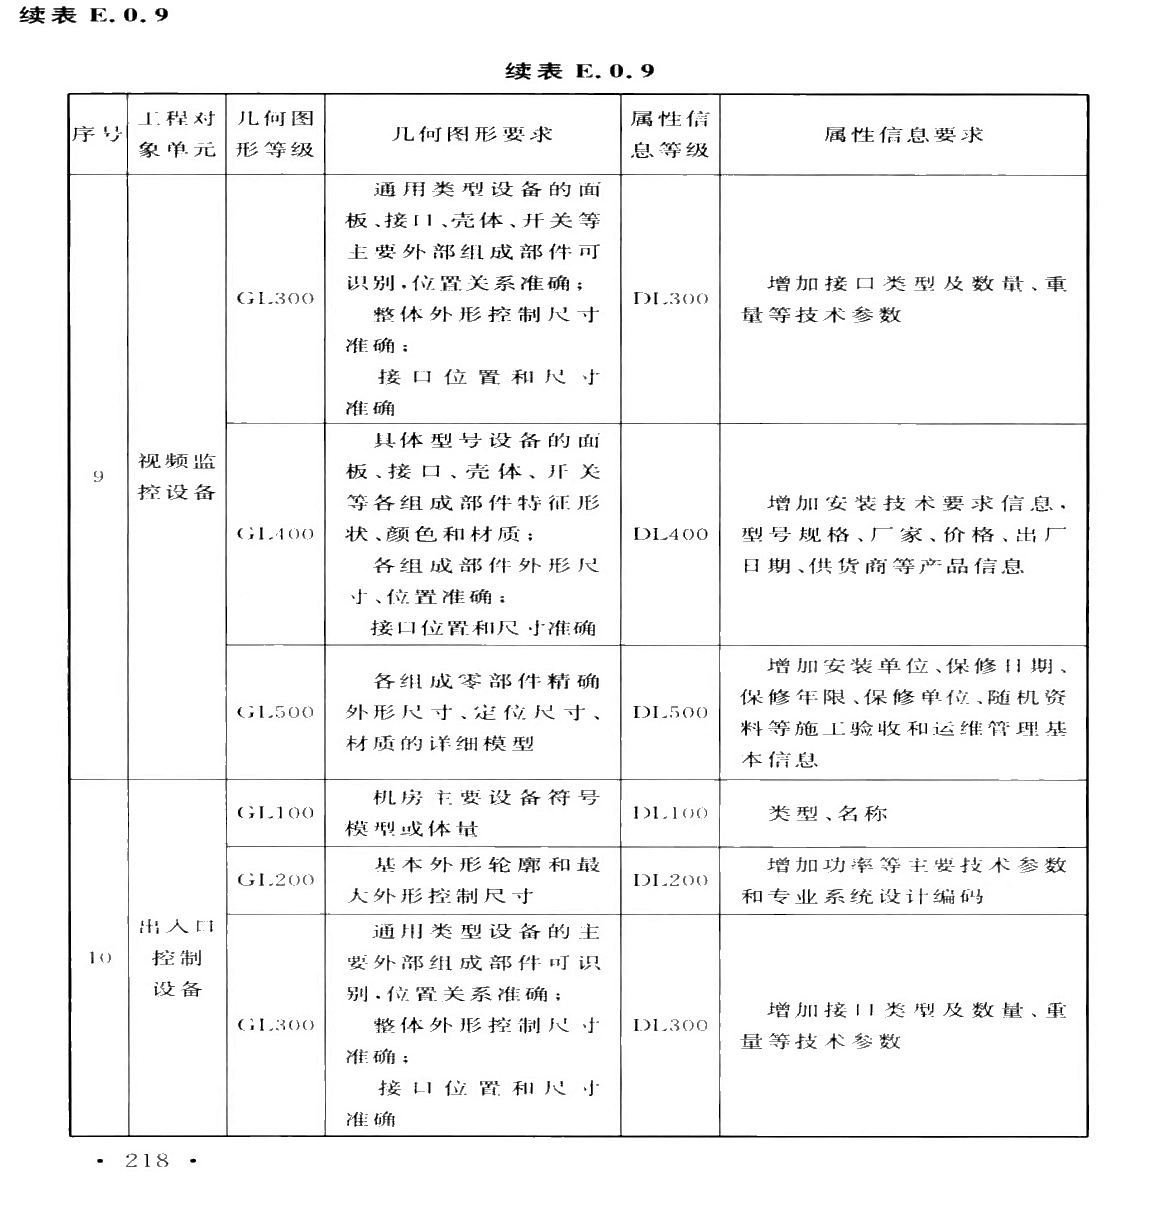 续表 E.0.9
续表 E.0.9
序号
工程对
象单元
几何图
形等级
几何图形要求
属性信
息等级
属性信息要求
9
视频监
控设备
GL300
通用类型设备的面
板、接口、壳体、开关等
主要外部组成部件可
识别,位置关系准确;
整体外形控制尺寸
准确;
接口位置和尺寸
准确
DL300
增加接口类型及数量、重
量等技术参数
GL400
具体型号设备的面
板、接口、壳体、开关
等各组成部件特征形
状、颜色和材质;
各组成部件外形尺
寸、位置准确;
接口位置和尺寸准确
DL400
增加安装技术要求信息,
型号规格、厂家、价格、出厂
日期、供货商等产品信息
GL500
各组成零部件精确
外形尺寸、定位尺寸、
材质的详细模型
DL500
增加安装单位、保修日期、
保修年限、保修单位、随机资
料等施工验收和运维管理基
本信息
10
出入口
控制
设备
GL100
机房主要设备符号
模型或体量
DL100
类型、名称
GL200
基本外形轮廓和最
大外形控制尺寸
DL200
增加功率等主要技术参数
和专业系统设计编码
GL300
通用类型设备的主
要外部组成部件可识
别,位置关系准确;
整体外形控制尺寸
准确;
接口位置和尺寸
准确
DL300
增加接口类型及数量、重
量等技术参数
· 218 ·